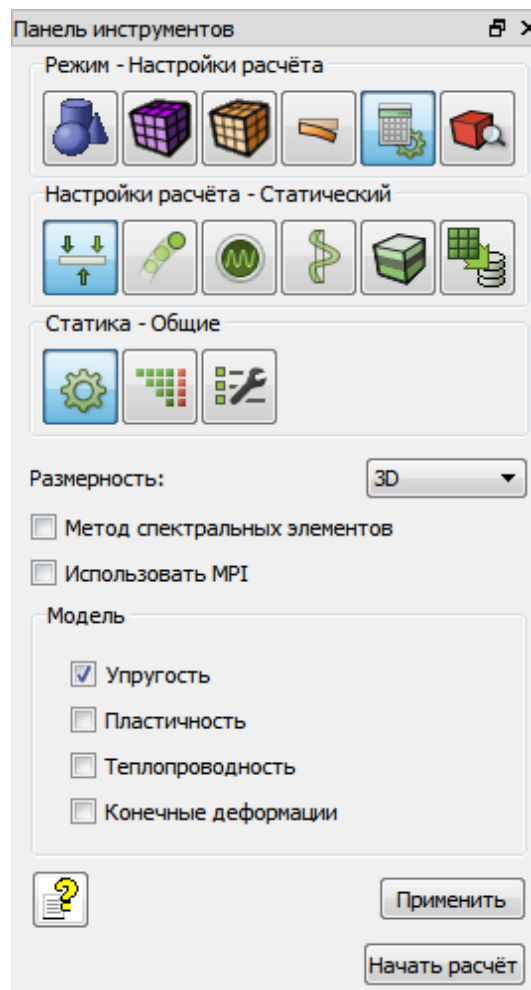 Панель инструментов
Режим - Настройки расчёта
Настройки расчёта - Статический
Статика - Общие
Размерность: 3D
Метод спектральных элементов
Использовать MPI
Модель
Упругость
Пластичность
Теплопроводность
Конечные деформации
Применить
Начать расчёт